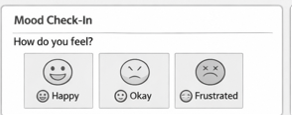 Mood Check-In
How do you feel?
Happy Okay Frustrated